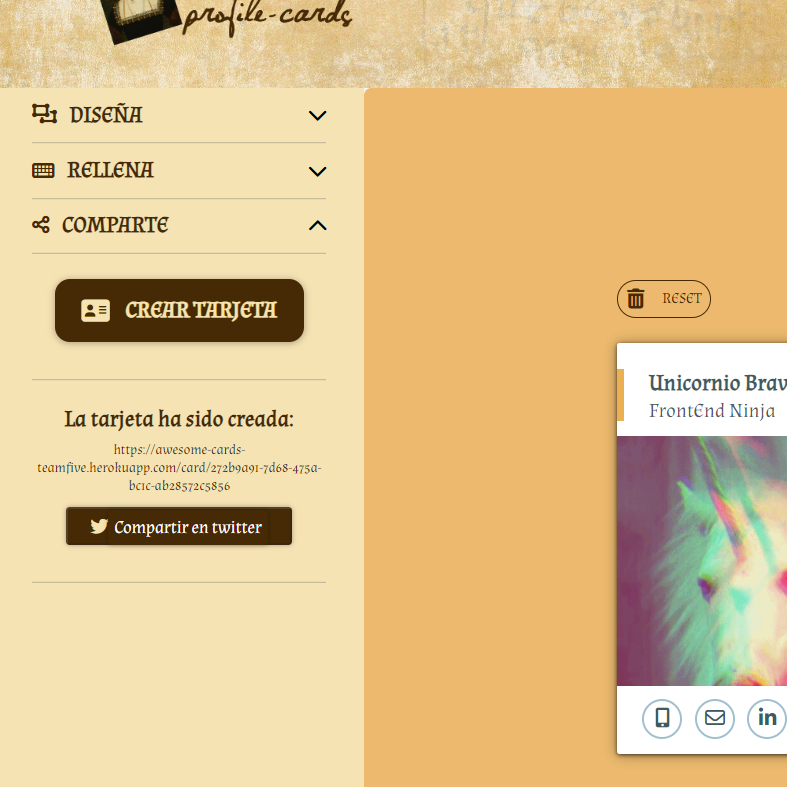 profile-cards
DISEÑA
RELLENA
COMPARTE
CREAR TARJETA
La tarjeta ha sido creada:
https://awesome-cards-
teamfive.herokuapp.com/card/272b9a91-7d68-475a-
bc1c-ab28572c5856
Compartir en twitter
RESET
Unicornio Brav
FrontEnd Ninja
in